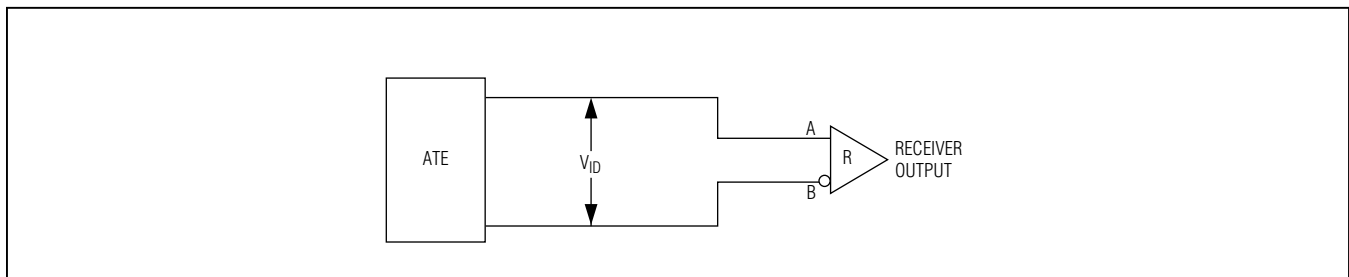 ATE
V_ID
A
B
R
RECEIVER
OUTPUT